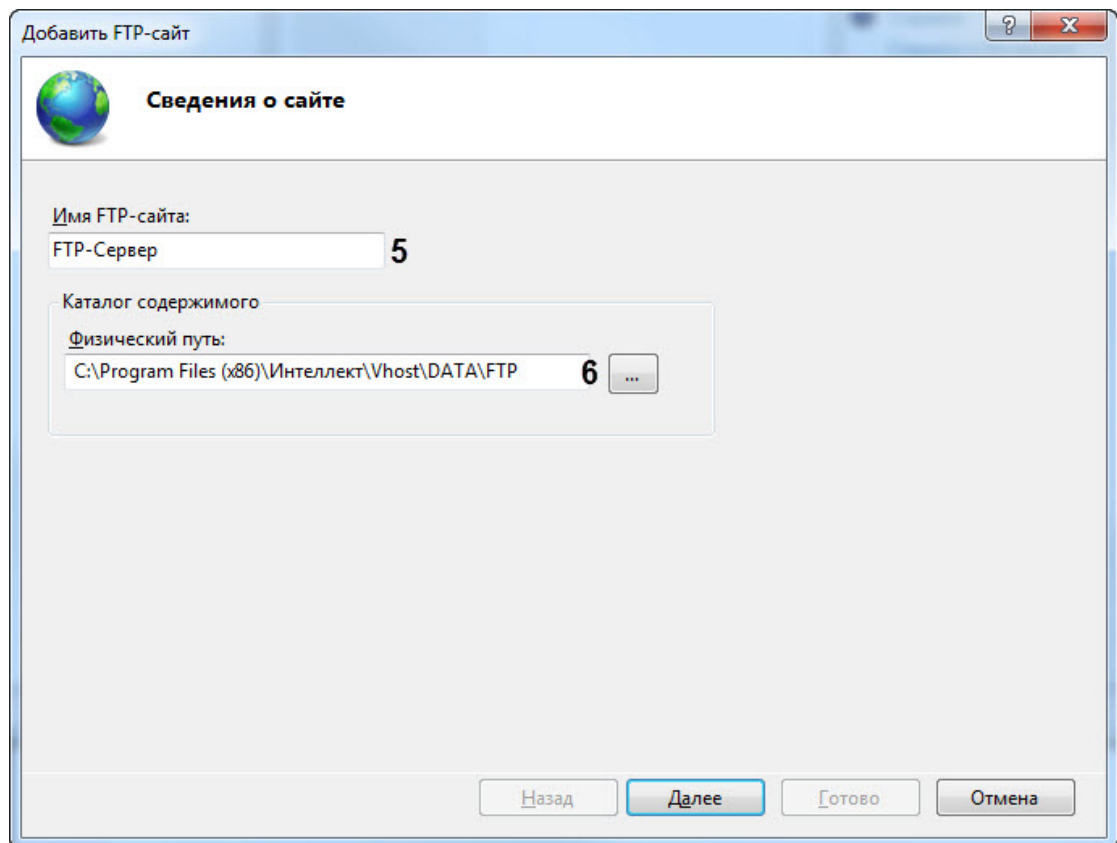 Добавить FTP-сайт
Сведения о сайте
Имя FTP-сайта:
FTP-Сервер 5
Каталог содержимого
Физический путь:
C:\Program Files (x86)\Интеллект\Vhost\DATA\FTP 6 ...
Назад Далее Готово Отмена